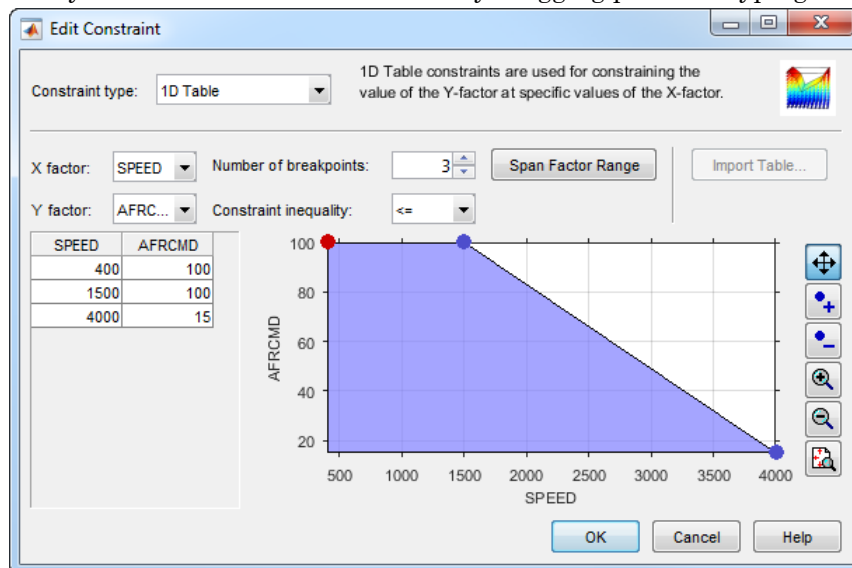 Edit Constraint
Constraint type: 1D Table
1D Table constraints are used for constraining the
value of the Y-factor at specific values of the X-factor.
X factor: SPEED Number of breakpoints: 3 Span Factor Range Import Table...
Y factor: AFRC... Constraint inequality: <=
SPEED AFRCMD
400 100
1500 100
4000 15
100
80
60
40
20
AFRCMD
500 1000 1500 2000 2500 3000 3500 4000
SPEED
OK Cancel Help